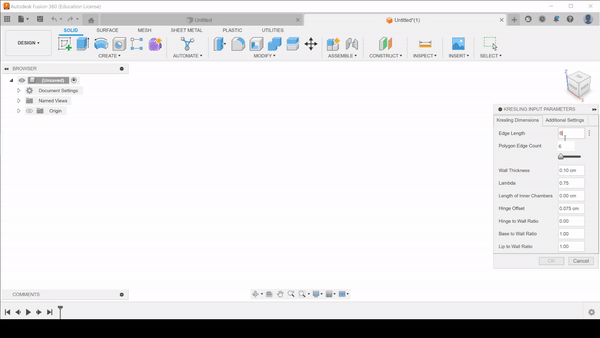 Autodesk Fusion 360 (Education License)
Untitled
Untitled*(1)
SOLID SURFACE MESH SHEET METAL PLASTIC UTILITIES
DESIGN
CREATE AUTOMATE MODIFY ASSEMBLE CONSTRUCT INSPECT INSERT SELECT
BROWSER
(Unsaved)
Document Settings
Named Views
Origin
KRESLING INPUT PARAMETERS
Kresling Dimensions Additional Settings
Edge Length
Polygon Edge Count 6
Wall Thickness 0.10 cm
Lambda 0.75
Length of Inner Chambers 0.00 cm
Hinge Offset 0.075 cm
Hinge to Wall Ratio 0.00
Base to Wall Ratio 1.00
Lip to Wall Ratio 1.00
OK Cancel
COMMENTS